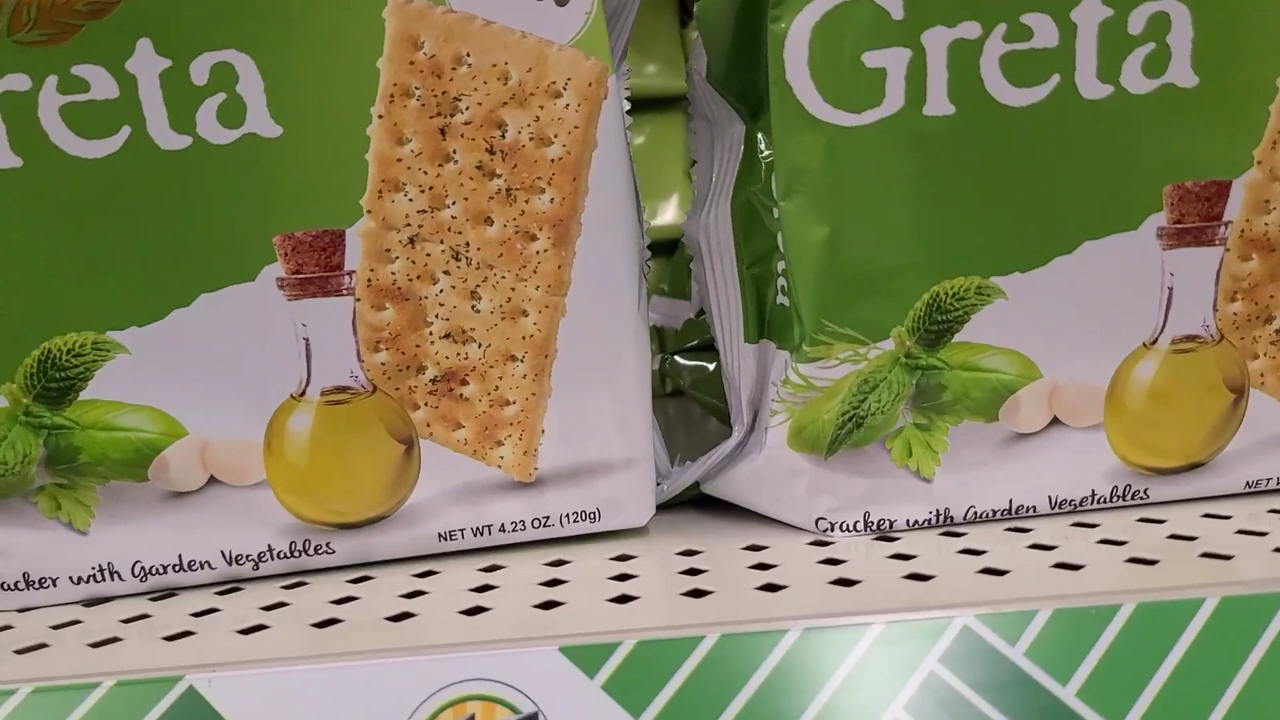 reta
Greta
NET WT 4.23 OZ. (120g)
acker with Garden Vegetables
Cracker with Garden Vegetables
NET